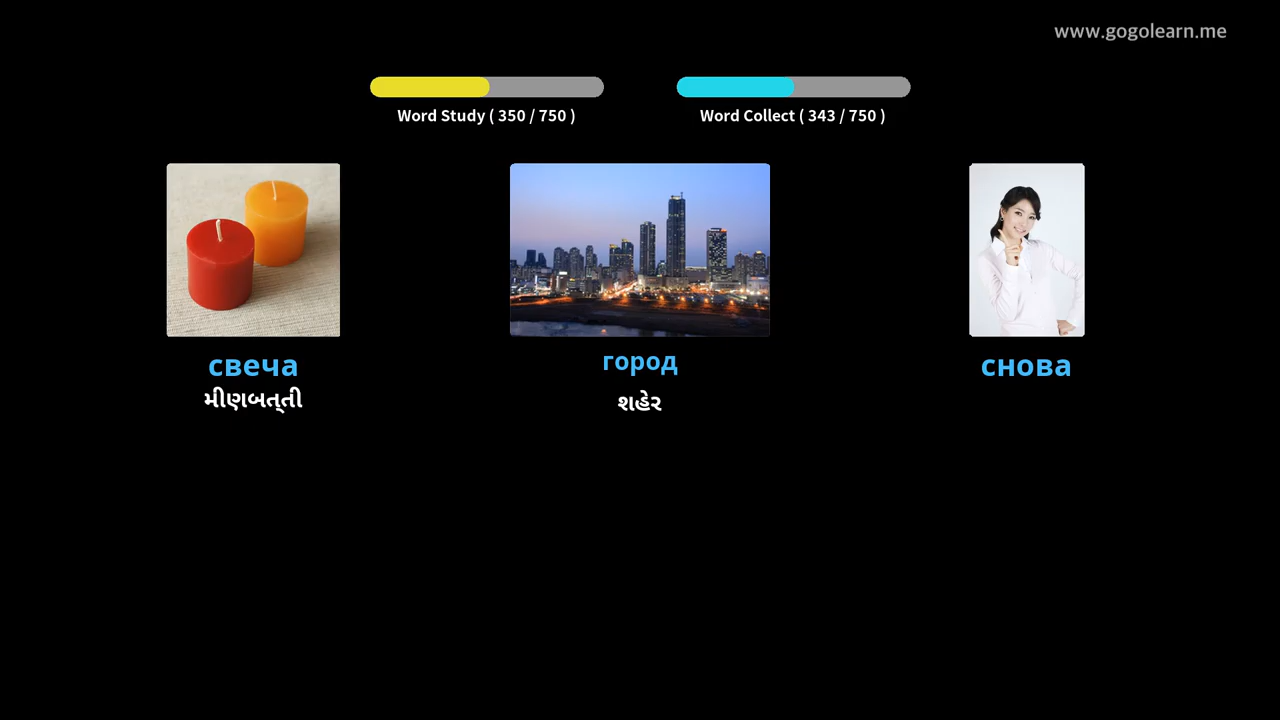 www.gogolearn.me
Word Study ( 350 / 750 )
Word Collect ( 343 / 750 )
свеча
город
снова
મીણબત્તી
શહેર